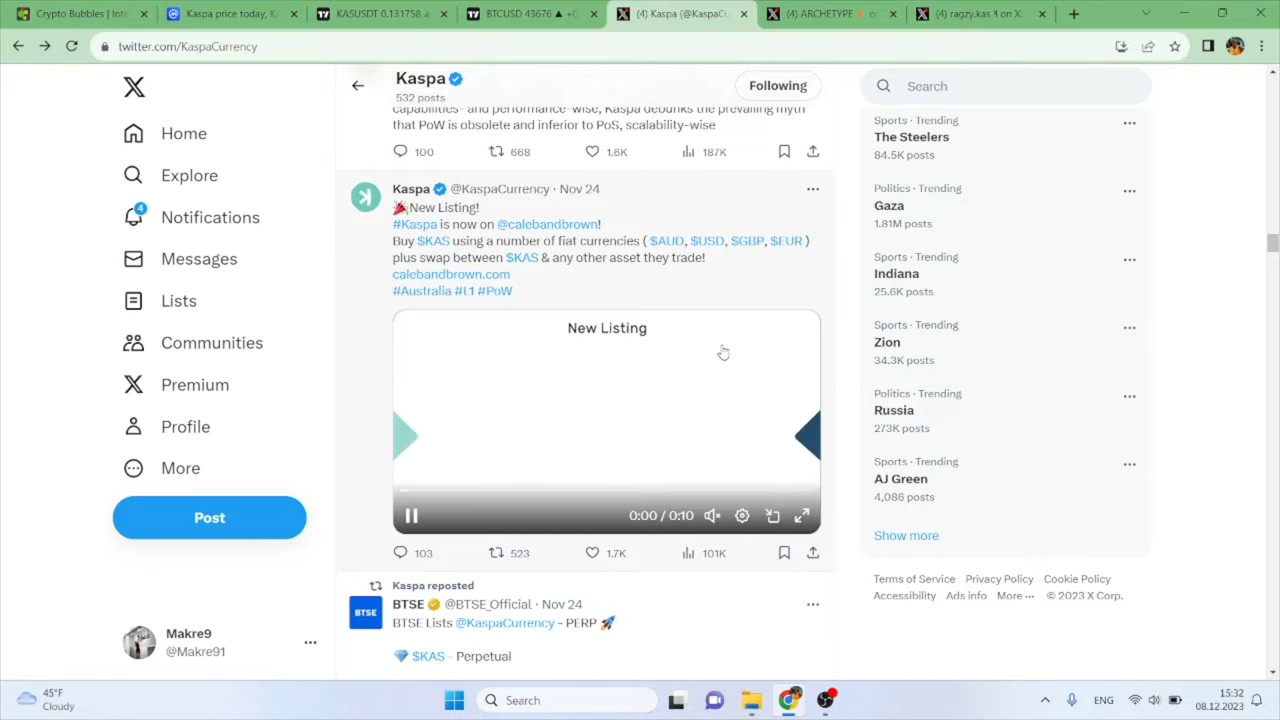 Crypto Bubbles | Inte
Kaspa price today, K
KASUSDT 0.131758 ▲
BTCUSD 43676 ▲ +0.
(4) Kaspa (@KaspaCu
(4) ARCHETYPE
(4) ragzy.kas on X:
twitter.com/KaspaCurrency
Kaspa
532 posts
Following
Search
Home
Explore
4
Notifications
Messages
Lists
Communities
Premium
Profile
More
Post
Makre9
@Makre91
capabilities- and performance-wise, Kaspa debunks the prevailing myth
that PoW is obsolete and inferior to PoS, scalability-wise
100 668 1.6K 187K
Kaspa @KaspaCurrency · Nov 24
🎉New Listing!
#Kaspa is now on @calebandbrown!
Buy $KAS using a number of fiat currencies ( $AUD, $USD, $GBP, $EUR )
plus swap between $KAS & any other asset they trade!
calebandbrown.com
#Australia #L1 #PoW
New Listing
0:00 / 0:10
103 523 1.7K 101K
Kaspa reposted
BTSE
BTSE @BTSE_Official · Nov 24
BTSE Lists @KaspaCurrency - PERP 🚀
💎 $KAS - Perpetual
Sports · Trending
The Steelers
84.5K posts
Politics · Trending
Gaza
1.81M posts
Sports · Trending
Indiana
25.6K posts
Sports · Trending
Zion
34.3K posts
Politics · Trending
Russia
273K posts
Sports · Trending
AJ Green
4,086 posts
Show more
Terms of Service Privacy Policy Cookie Policy
Accessibility Ads info More ··· © 2023 X Corp.
45°F
Cloudy
Search
ENG
15:32
08.12.2023